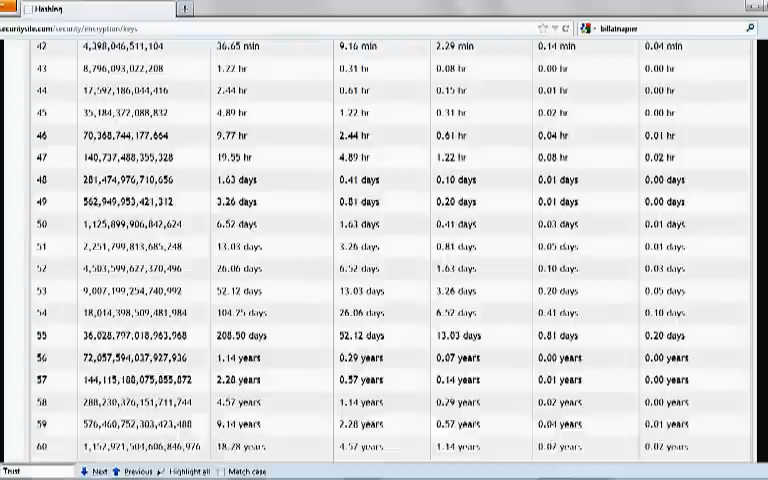 Hashing
ecuritysite.com/security/encryption/keys
billatnapier
42 4,398,046,511,104 36.65 min 9.16 min 2.29 min 0.14 min 0.04 min
43 8,796,093,022,208 1.22 hr 0.31 hr 0.08 hr 0.00 hr 0.00 hr
44 17,592,186,044,416 2.44 hr 0.61 hr 0.15 hr 0.01 hr 0.00 hr
45 35,184,372,088,832 4.89 hr 1.22 hr 0.31 hr 0.02 hr 0.00 hr
46 70,368,744,177,664 9.77 hr 2.44 hr 0.61 hr 0.04 hr 0.01 hr
47 140,737,488,355,328 19.55 hr 4.89 hr 1.22 hr 0.08 hr 0.02 hr
48 281,474,976,710,656 1.63 days 0.41 days 0.10 days 0.01 days 0.00 days
49 562,949,953,421,312 3.26 days 0.81 days 0.20 days 0.01 days 0.00 days
50 1,125,899,906,842,624 6.52 days 1.63 days 0.41 days 0.03 days 0.01 days
51 2,251,799,813,685,248 13.03 days 3.26 days 0.81 days 0.05 days 0.01 days
52 4,503,599,627,370,496 26.06 days 6.52 days 1.63 days 0.10 days 0.03 days
53 9,007,199,254,740,992 52.12 days 13.03 days 3.26 days 0.20 days 0.05 days
54 18,014,398,509,481,984 104.25 days 26.06 days 6.52 days 0.41 days 0.10 days
55 36,028,797,018,963,968 208.50 days 52.12 days 13.03 days 0.81 days 0.20 days
56 72,057,594,037,927,936 1.14 years 0.29 years 0.07 years 0.00 years 0.00 years
57 144,115,188,075,855,872 2.28 years 0.57 years 0.14 years 0.01 years 0.00 years
58 288,230,376,151,711,744 4.57 years 1.14 years 0.29 years 0.02 years 0.00 years
59 576,460,752,303,423,488 9.14 years 2.28 years 0.57 years 0.04 years 0.01 years
60 1,152,921,504,606,846,976 18.28 years 4.57 years 1.14 years 0.07 years 0.02 years
Trust Next Previous Highlight all Match case